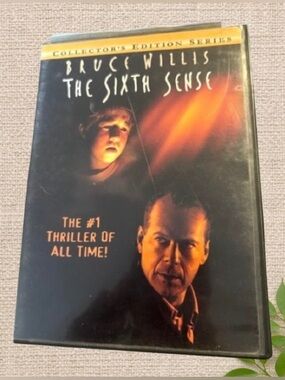 COLLECTOR'S EDITION SERIES
BRUCE WILLIS
THE SIXTH SENSE
THE #1
THRILLER OF
ALL TIME!